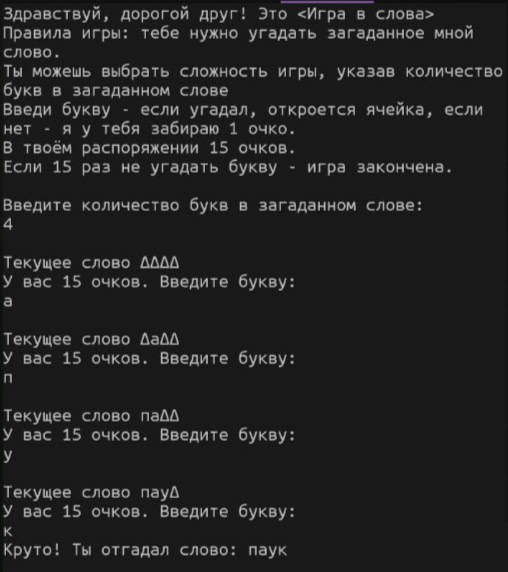 Здравствуй, дорогой друг! Это <Игра в слова>
Правила игры: тебе нужно угадать загаданное мной
слово.
Ты можешь выбрать сложность игры, указав количество
букв в загаданном слове
Введи букву - если угадал, откроется ячейка, если
нет - я у тебя забираю 1 очко.
В твоём распоряжении 15 очков.
Если 15 раз не угадать букву - игра закончена.
Введите количество букв в загаданном слове:
4
Текущее слово ∆∆∆∆
У вас 15 очков. Введите букву:
а
Текущее слово ∆а∆∆
У вас 15 очков. Введите букву:
п
Текущее слово па∆∆
У вас 15 очков. Введите букву:
у
Текущее слово пау∆
У вас 15 очков. Введите букву:
к
Круто! Ты отгадал слово: паук